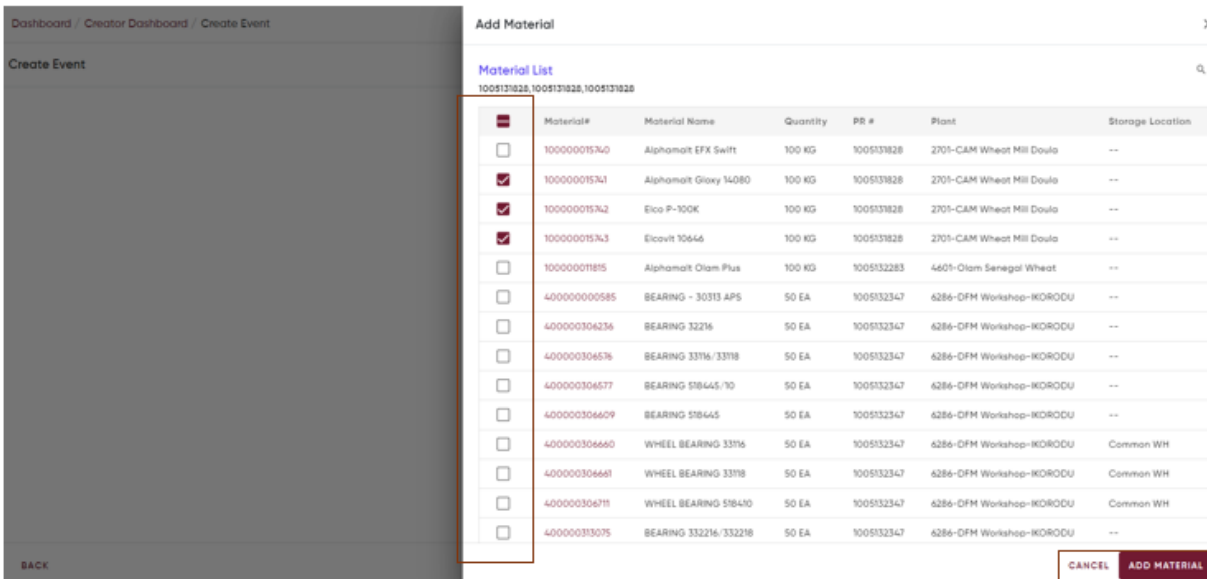 Dashboard / Creator Dashboard / Create Event
Create Event
BACK
Add Material
Material List
1005131828,1005131828,1005131828
Material# Material Name Quantity PR # Plant Storage Location
100000015740 Alphamalt EFX Swift 100 KG 1005131828 2701-CAM Wheat Mill Doula --
100000015741 Alphamalt Gloxy 14080 100 KG 1005131828 2701-CAM Wheat Mill Doula --
100000015742 Elco P-100K 100 KG 1005131828 2701-CAM Wheat Mill Doula --
100000015743 Elcovit 10646 100 KG 1005131828 2701-CAM Wheat Mill Doula --
100000011815 Alphamalt Olam Plus 100 KG 1005132283 4601-Olam Senegal Wheat --
400000000585 BEARING - 30313 APS 50 EA 1005132347 6286-DFM Workshop-IKORODU --
400000306236 BEARING 32216 50 EA 1005132347 6286-DFM Workshop-IKORODU --
400000306576 BEARING 33116/33118 50 EA 1005132347 6286-DFM Workshop-IKORODU --
400000306577 BEARING 518445/10 50 EA 1005132347 6286-DFM Workshop-IKORODU --
400000306609 BEARING 518445 50 EA 1005132347 6286-DFM Workshop-IKORODU --
400000306660 WHEEL BEARING 33116 50 EA 1005132347 6286-DFM Workshop-IKORODU Common WH
400000306661 WHEEL BEARING 33118 50 EA 1005132347 6286-DFM Workshop-IKORODU Common WH
400000306711 WHEEL BEARING 518410 50 EA 1005132347 6286-DFM Workshop-IKORODU Common WH
400000313075 BEARING 332216/332218 50 EA 1005132347 6286-DFM Workshop-IKORODU --
CANCEL ADD MATERIAL